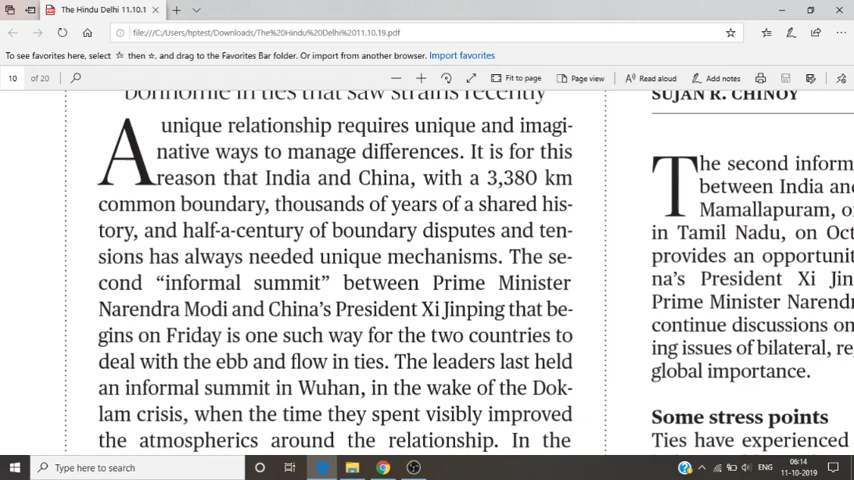 The Hindu Delhi 11.10.1
file:///C:/Users/hptest/Downloads/The%20Hindu%20Delhi%2011.10.19.pdf
To see favorites here, select then , and drag to the Favorites Bar folder. Or import from another browser. Import favorites
10 of 20 Fit to page Page view Read aloud Add notes
bonhomie in ties that saw strains recently
A unique relationship requires unique and imagi-
native ways to manage differences. It is for this
reason that India and China, with a 3,380 km
common boundary, thousands of years of a shared his-
tory, and half-a-century of boundary disputes and ten-
sions has always needed unique mechanisms. The se-
cond “informal summit” between Prime Minister
Narendra Modi and China’s President Xi Jinping that be-
gins on Friday is one such way for the two countries to
deal with the ebb and flow in ties. The leaders last held
an informal summit in Wuhan, in the wake of the Dok-
lam crisis, when the time they spent visibly improved
the atmospherics around the relationship. In the
SUJAN R. CHINOY
The second inform
between India an
Mamallapuram, o
in Tamil Nadu, on Oct
provides an opportunit
na’s President Xi Jin
Prime Minister Narend
continue discussions on
ing issues of bilateral, re
global importance.
Some stress points
Ties have experienced
Type here to search
ENG
06:14
11-10-2019